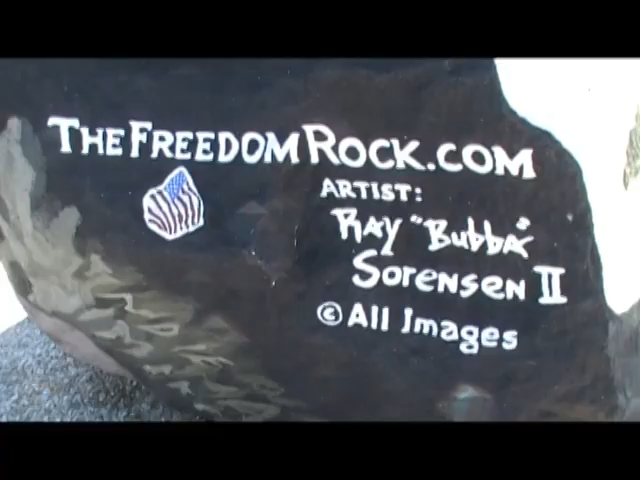 THEFREEDOMROCK.COM
ARTIST:
RAY "BubbA"
SorENSEN II
© All Images